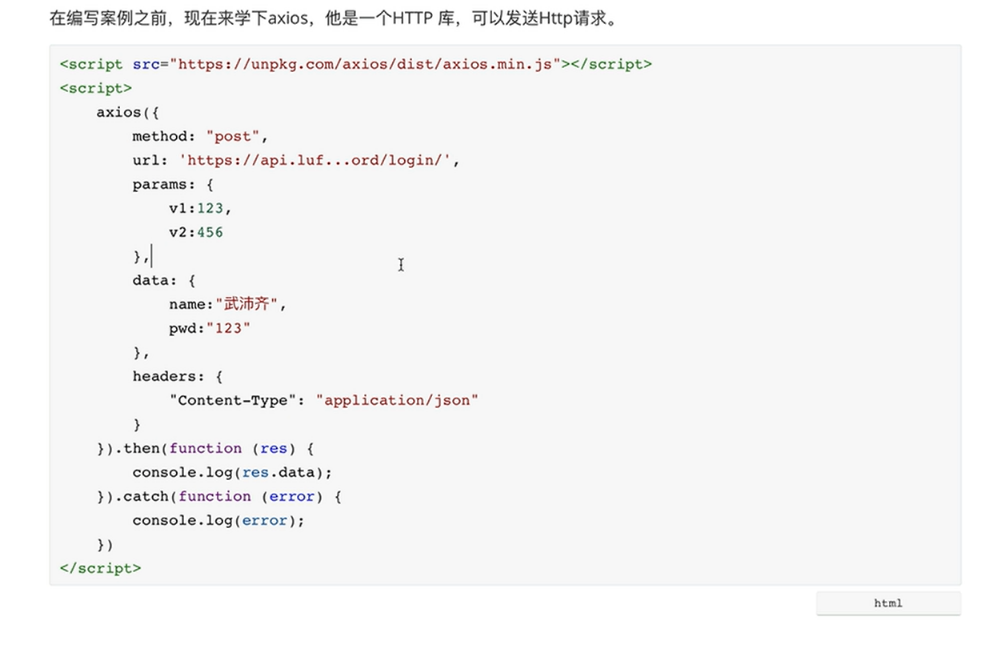 在编写案例之前，现在来学下axios，他是一个HTTP 库，可以发送Http请求。
<script src="https://unpkg.com/axios/dist/axios.min.js"></script>
<script>
    axios({
        method: "post",
        url: 'https://api.luf...ord/login/',
        params: {
            v1:123,
            v2:456
        },
        data: {
            name:"武沛齐",
            pwd:"123"
        },
        headers: {
            "Content-Type": "application/json"
        }
    }).then(function (res) {
        console.log(res.data);
    }).catch(function (error) {
        console.log(error);
    })
</script>
html